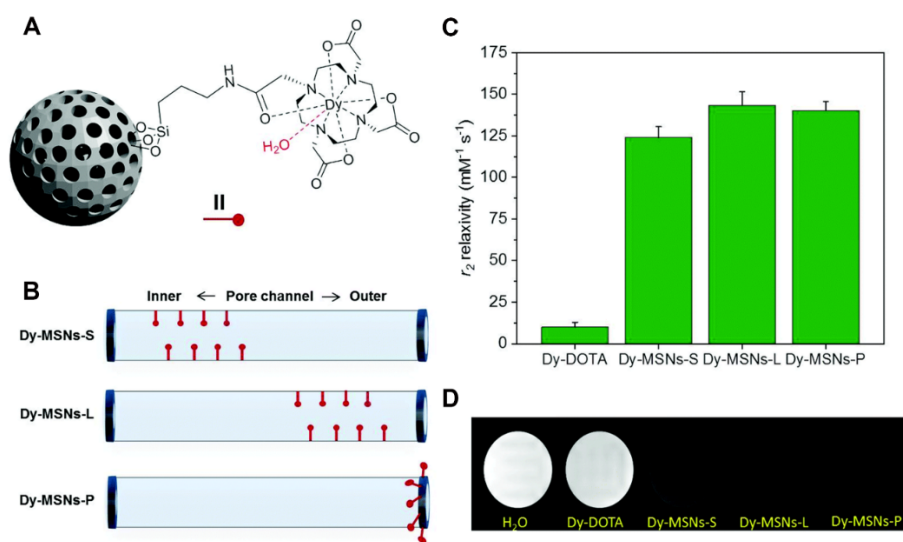 A
H
N
O
Si
O
O
O
O
H₂O
II
O
O
N
N
Dy
N
N
O
O
O
O
B
Inner ← Pore channel → Outer
Dy-MSNs-S
Dy-MSNs-L
Dy-MSNs-P
C
r₂ relaxivity (mM⁻¹ s⁻¹)
175
150
125
100
75
50
25
0
Dy-DOTA Dy-MSNs-S Dy-MSNs-L Dy-MSNs-P
D
H₂O Dy-DOTA Dy-MSNs-S Dy-MSNs-L Dy-MSNs-P